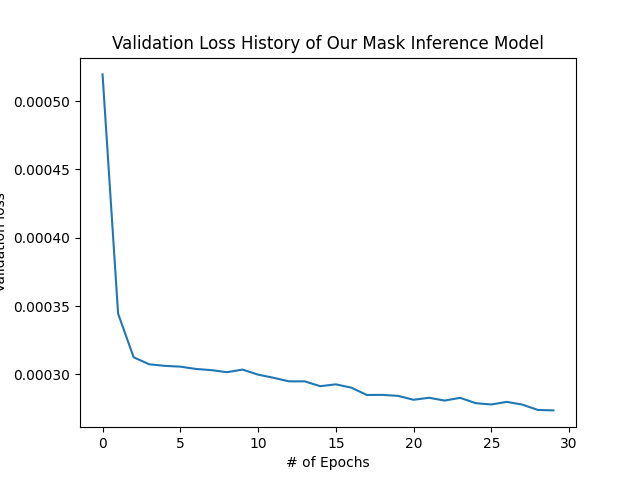 Validation Loss History of Our Mask Inference Model
0.00050
0.00045
0.00040
0.00035
0.00030
validation loss
0 5 10 15 20 25 30
# of Epochs